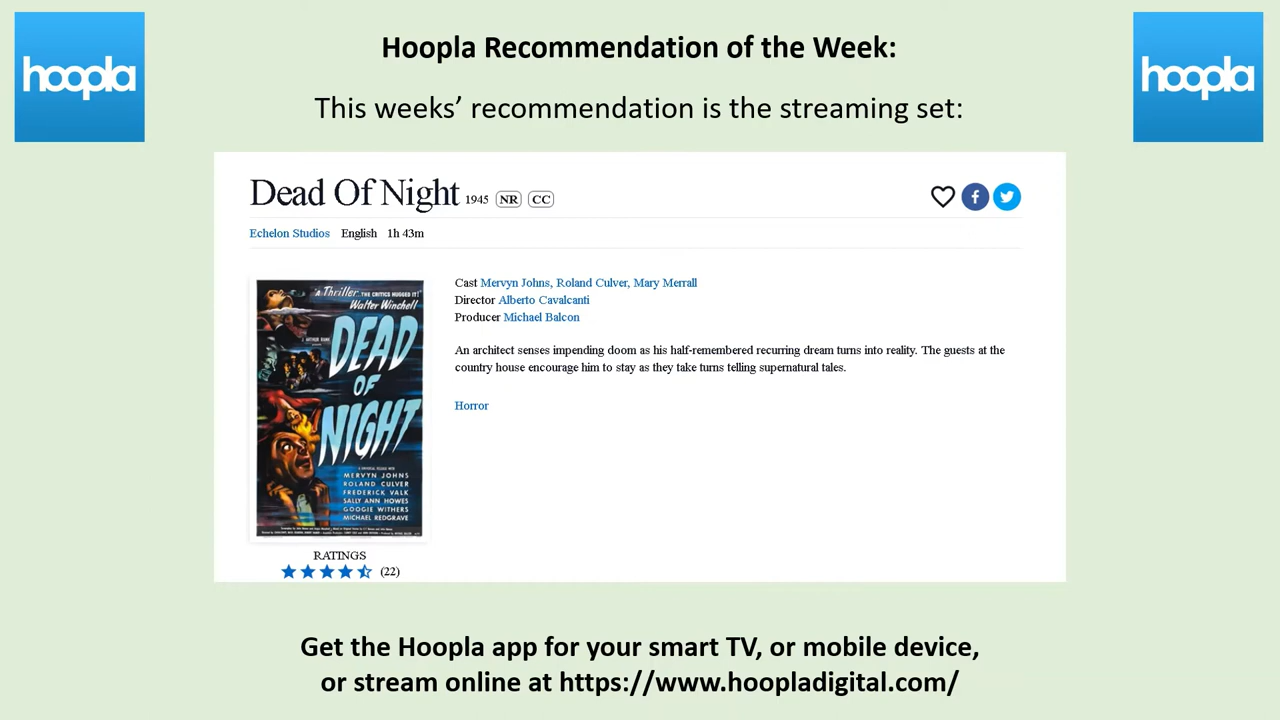 hoopla
Hoopla Recommendation of the Week:
hoopla
This weeks’ recommendation is the streaming set:
Dead Of Night 1945 NR CC
Echelon Studios English 1h 43m
Cast Mervyn Johns, Roland Culver, Mary Merrall
Director Alberto Cavalcanti
Producer Michael Balcon
An architect senses impending doom as his half-remembered recurring dream turns into reality. The guests at the
country house encourage him to stay as they take turns telling supernatural tales.
Horror
"A Thriller THE CRITICS HUGGED IT!"
Walter Winchell
J. ARTHUR RANK
DEAD
OF
NIGHT
A UNIVERSAL RELEASE WITH
MERVYN JOHNS
ROLAND CULVER
FREDERICK VALK
SALLY ANN HOWES
GOOGIE WITHERS
MICHAEL REDGRAVE
RATINGS
(22)
Get the Hoopla app for your smart TV, or mobile device,
or stream online at https://www.hoopladigital.com/